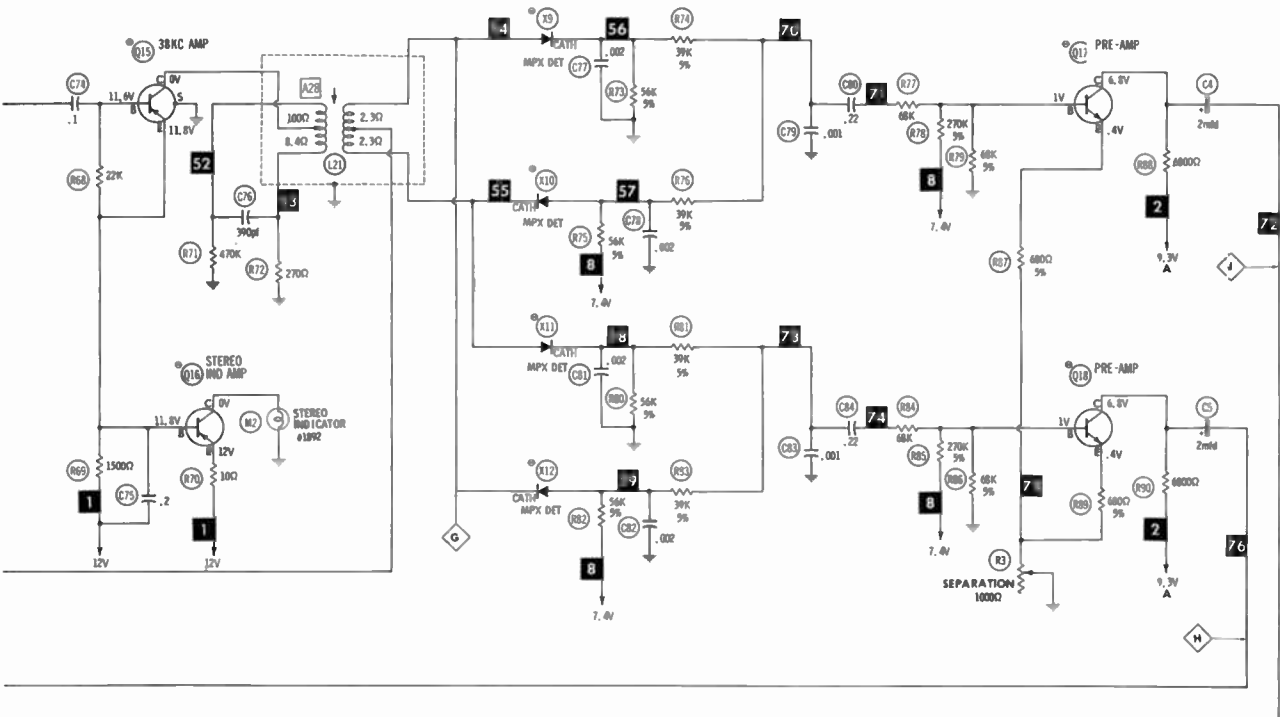 Q15 38KC AMP
C74
.1
11.6V
C 0V
B
S
E
11.8V
R68 22K
52
C76
390pf
R71 470K
R72 270Ω
A28
100Ω 2.3Ω
8.4Ω 2.3Ω
L21
Q16 STEREO
IND AMP
11.8V
C 0V
B
E
12V
M2 STEREO
INDICATOR
#1892
R69 1500Ω
C75 .2
R70 10Ω
1
1
12V
12V
X9
CATH
MPX DET
56
C77 .002
R73 56K
5%
R74
39K
5%
70
55
X10
CATH
MPX DET
57
R75 56K
5%
C78
.002
R76
39K
5%
8
7.4V
X11
CATH
MPX DET
8
C81 .002
R80 56K
5%
R81
39K
5%
73
X12
CATH
MPX DET
9
R82 56K
5%
C82
.002
R93
39K
5%
8
7.4V
G
C79 .001
C80
.22
71
R77
68K
R78 270K
5%
R79 68K
5%
8
7.4V
Q17 PRE-AMP
1V
C 6.8V
B
E
.4V
R88 6800Ω
2
9.3V
A
C4
+
2mfd
72
J
R87 680Ω
5%
C83 .001
C84
.22
74
R84
68K
R85 270K
5%
R86 68K
5%
8
7.4V
Q18 PRE-AMP
1V
C 6.8V
B
E
.4V
7
R89 680Ω
5%
R90 6800Ω
2
9.3V
A
C5
+
2mfd
76
H
R3
SEPARATION
1000Ω